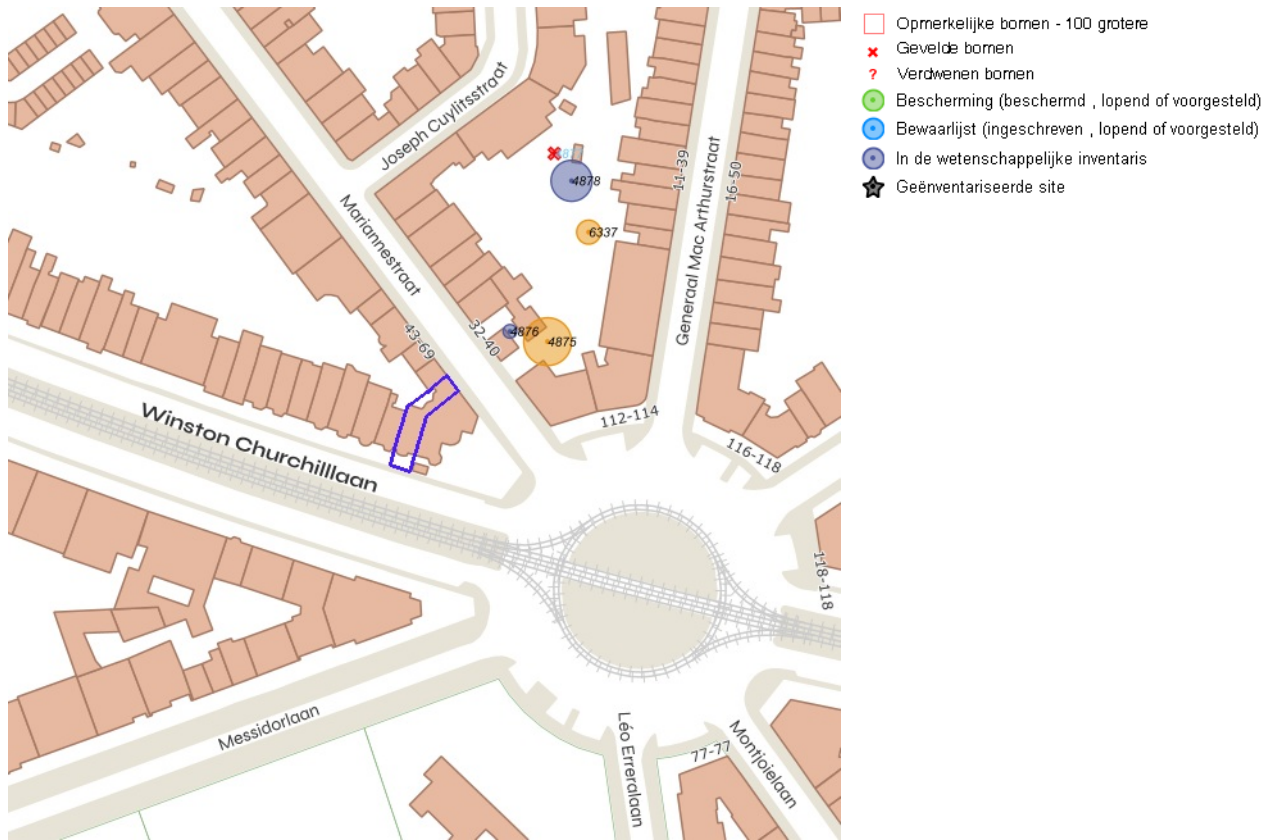 Opmerkelijke bomen - 100 grotere
Gevelde bomen
Verdwenen bomen
Bescherming (beschermd , lopend of voorgesteld)
Bewaarlijst (ingeschreven , lopend of voorgesteld)
In de wetenschappelijke inventaris
Geënventariseerde site
Joseph Cuylitsstraat
4878
11-39
16-50
Mariannestraat
6337
Generaal Mac Arthurstraat
43-69
32-40
4876
4875
Winston Churchilllaan
112-114
116-118
118-118
Messidorlaan
Léo Erreralaan
77-77
Montjoielaan